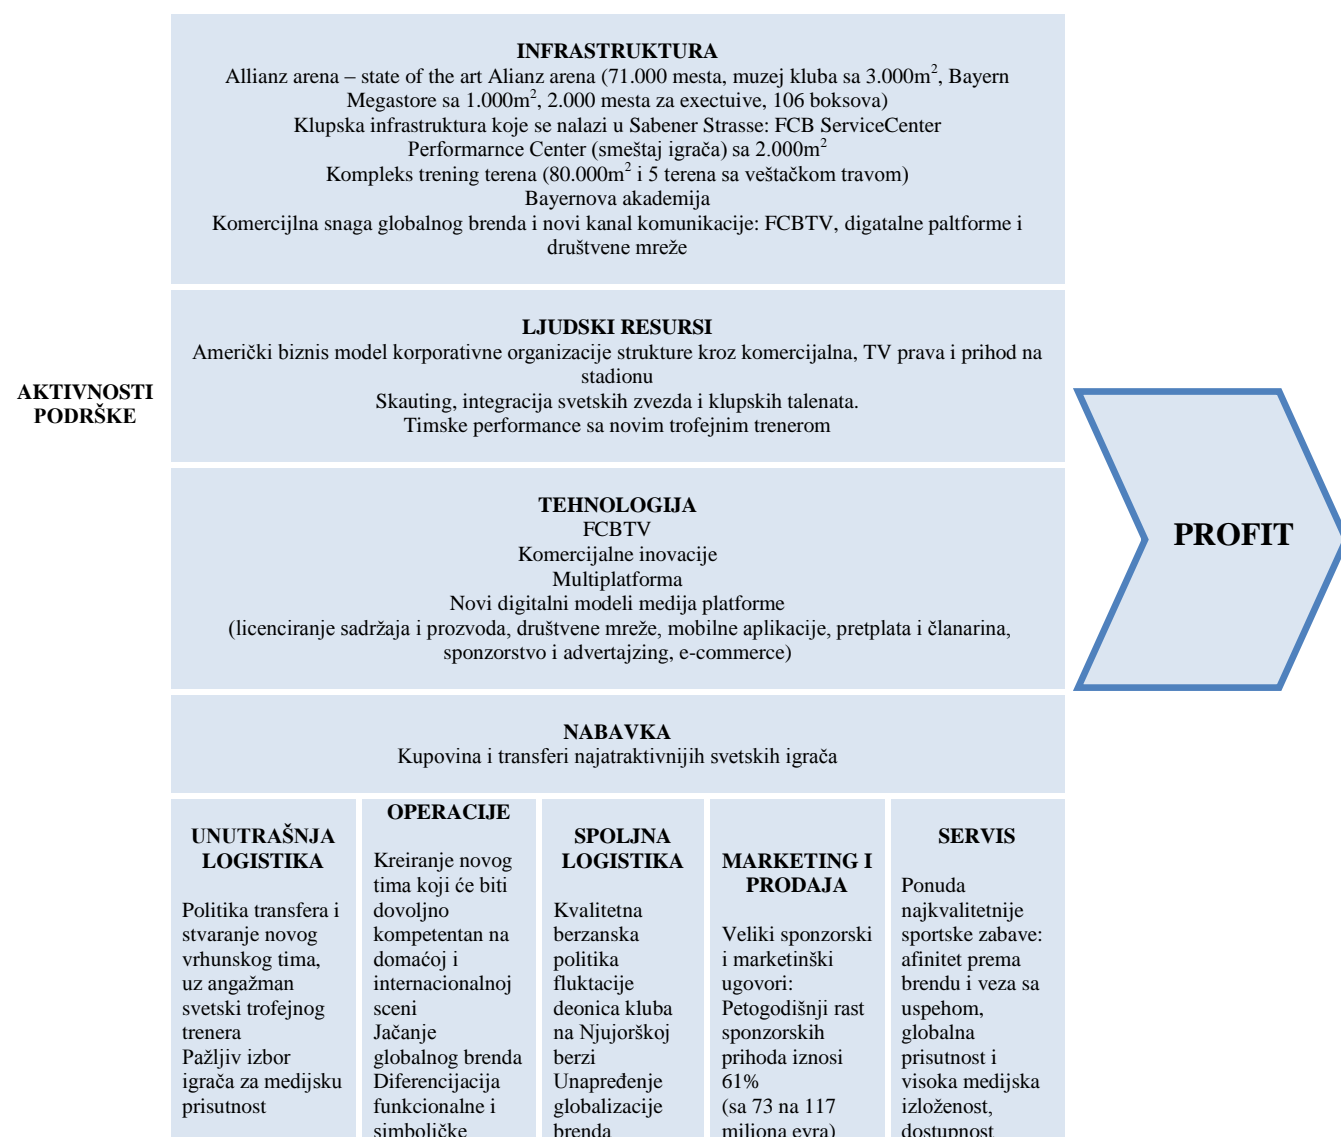 INFRASTRUKTURA
Allianz arena – state of the art Alianz arena (71.000 mesta, muzej kluba sa 3.000m², Bayern
Megastore sa 1.000m², 2.000 mesta za exectuive, 106 boksova)
Klupska infrastruktura koje se nalazi u Sabener Strasse: FCB ServiceCenter
Performarnce Center (smeštaj igrača) sa 2.000m²
Kompleks trening terena (80.000m² i 5 terena sa veštačkom travom)
Bayernova akademija
Komercijlna snaga globalnog brenda i novi kanal komunikacije: FCBTV, digatalne paltforme i
društvene mreže
AKTIVNOSTI
PODRŠKE
LJUDSKI RESURSI
Američki biznis model korporativne organizacije strukture kroz komercijalna, TV prava i prihod na
stadionu
Skauting, integracija svetskih zvezda i klupskih talenata.
Timske performance sa novim trofejnim trenerom
TEHNOLOGIJA
FCBTV
Komercijalne inovacije
Multiplatforma
Novi digitalni modeli medija platforme
(licenciranje sadržaja i prozvoda, društvene mreže, mobilne aplikacije, pretplata i članarina,
sponzorstvo i advertajzing, e-commerce)
PROFIT
NABAVKA
Kupovina i transferi najatraktivnijih svetskih igrača
UNUTRAŠNJA
LOGISTIKA
Politika transfera i
stvaranje novog
vrhunskog tima,
uz angažman
svetski trofejnog
trenera
Pažljiv izbor
igrača za medijsku
prisutnost
OPERACIJE
Kreiranje novog
tima koji će biti
dovoljno
kompetentan na
domaćoj i
internacionalnoj
sceni
Jačanje
globalnog brenda
Diferencijacija
funkcionalne i
simboličke
SPOLJNA
LOGISTIKA
Kvalitetna
berzanska
politika
fluktacije
deonica kluba
na Njujorškoj
berzi
Unapređenje
globalizacije
brenda
MARKETING I
PRODAJA
Veliki sponzorski
i marketinški
ugovori:
Petogodišnji rast
sponzorskih
prihoda iznosi
61%
(sa 73 na 117
miliona evra)
SERVIS
Ponuda
najkvalitetnije
sportske zabave:
afinitet prema
brendu i veza sa
uspehom,
globalna
prisutnost i
visoka medijska
izloženost,
dostupnost